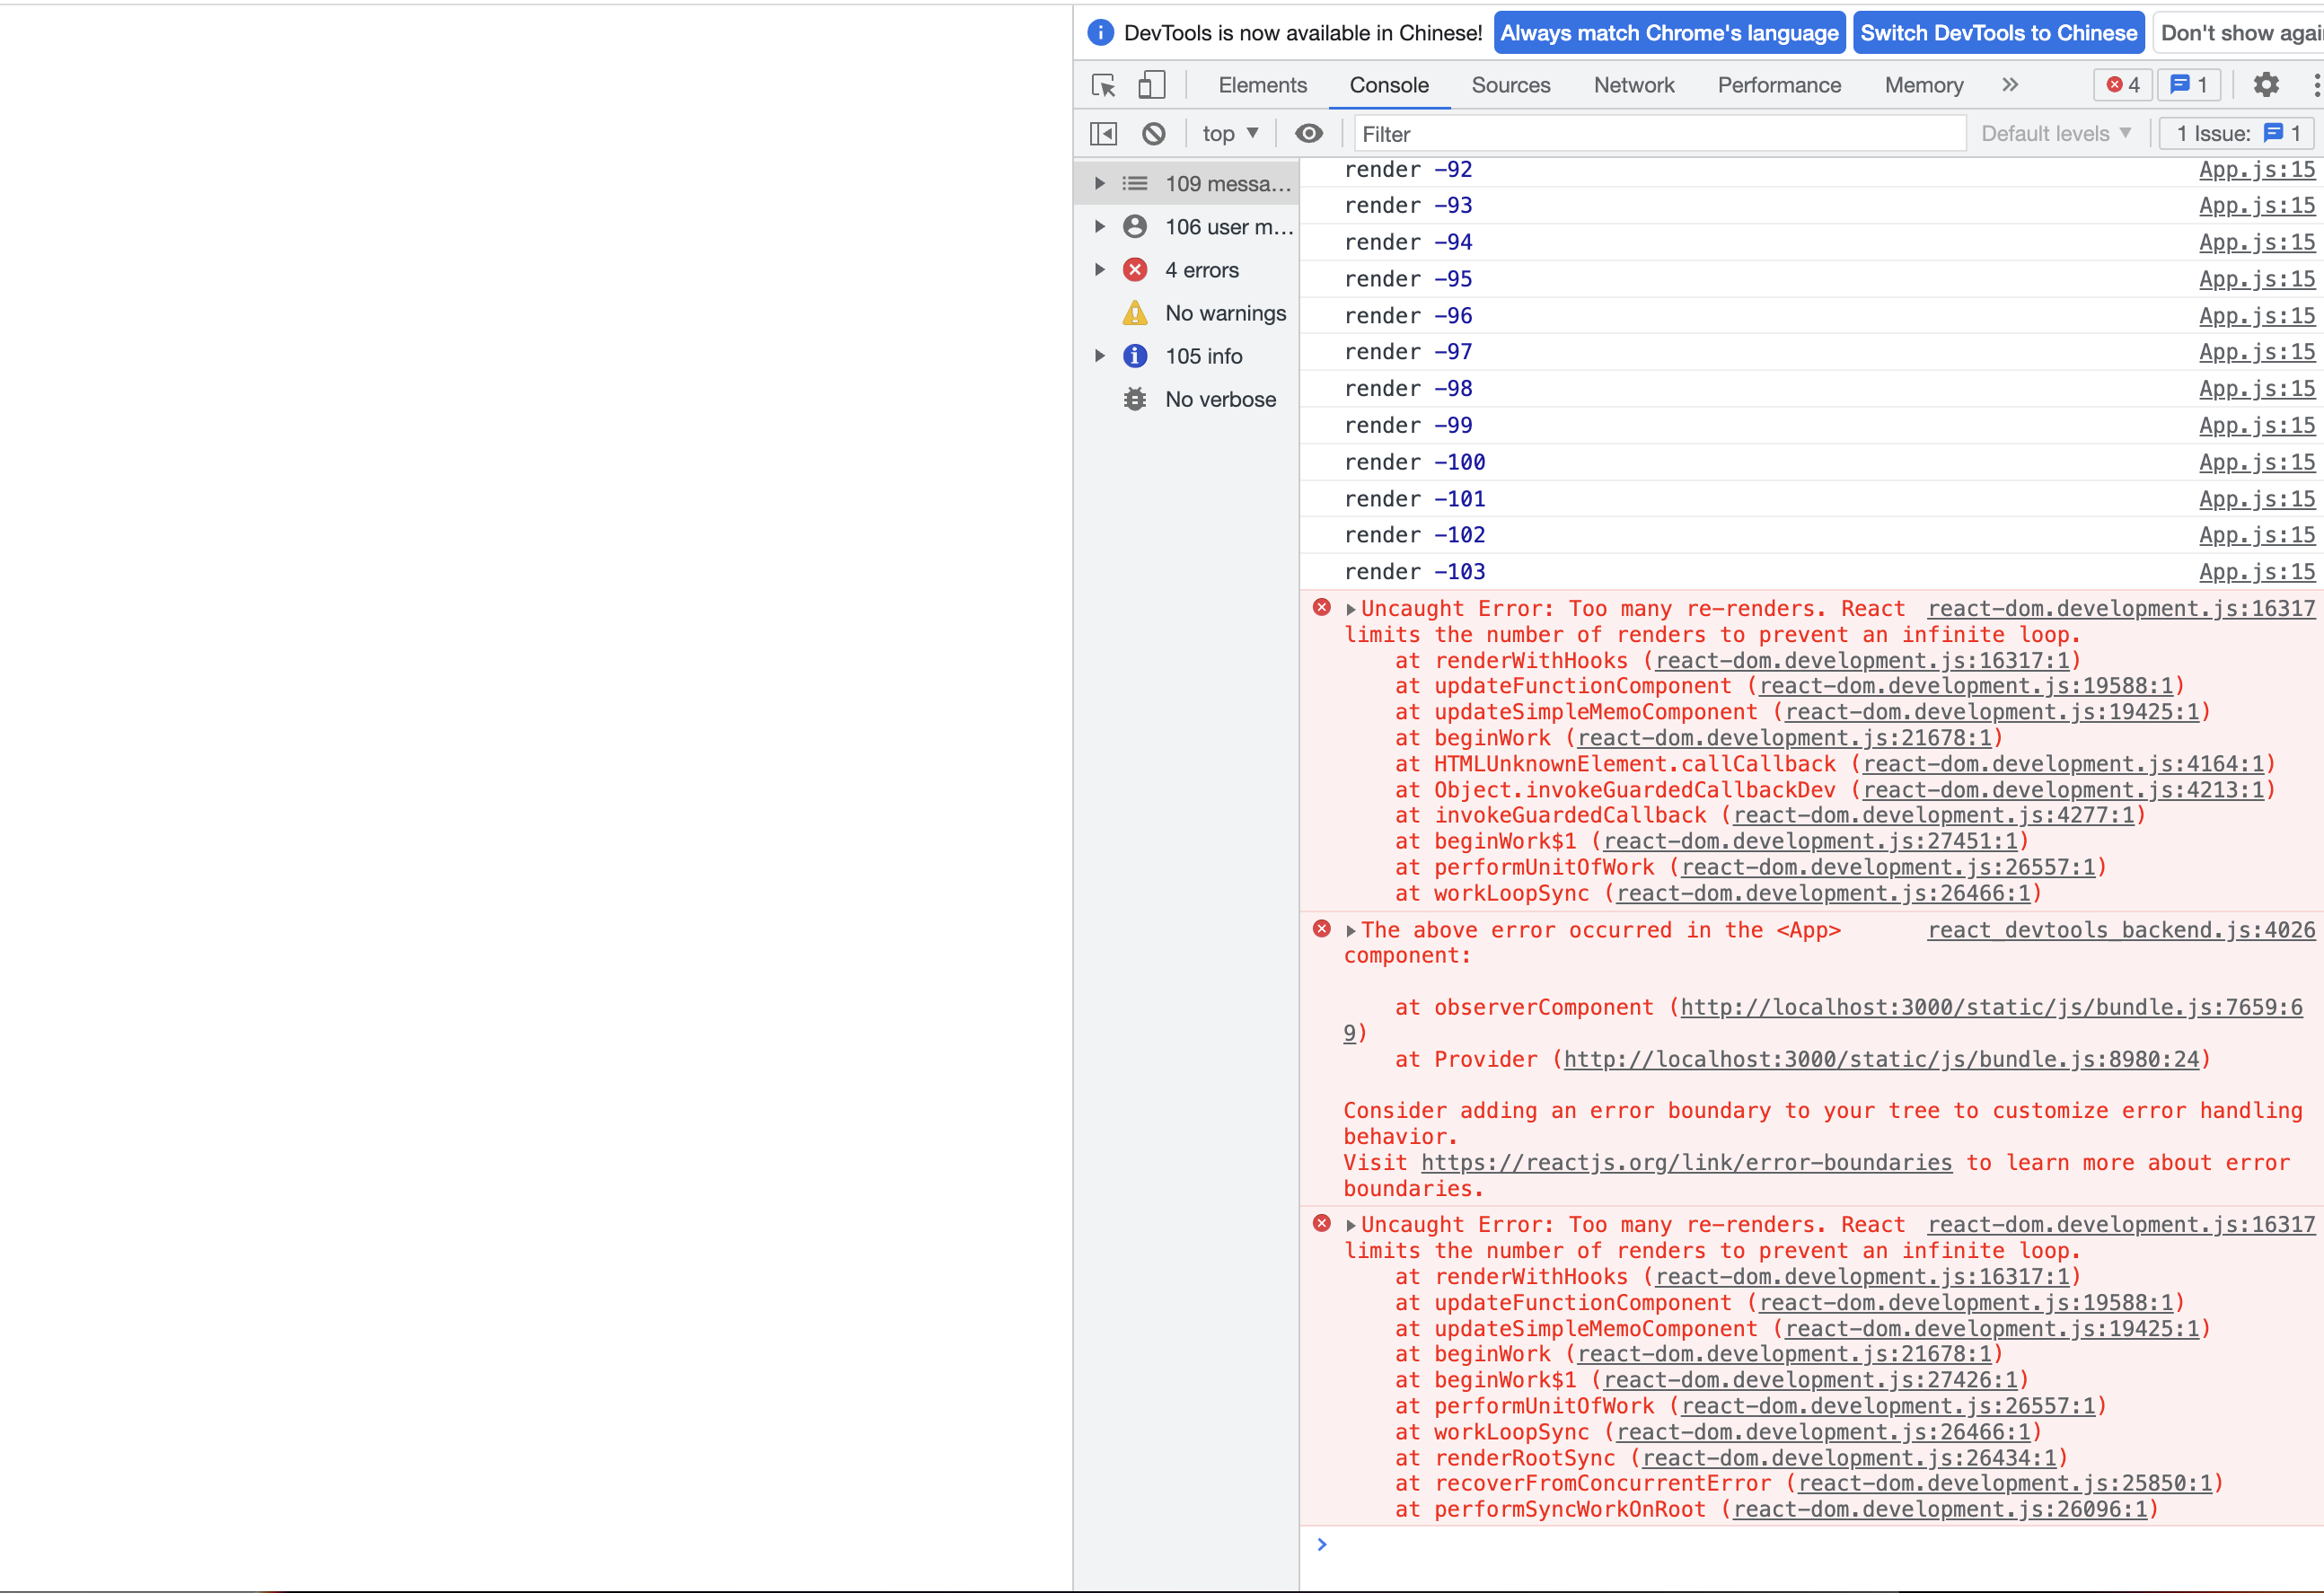 DevTools is now available in Chinese! Always match Chrome's language Switch DevTools to Chinese Don't show agai
Elements Console Sources Network Performance Memory 4 1
top Filter Default levels 1 Issue: 1
109 messa…
106 user m…
4 errors
No warnings
105 info
No verbose
render -92 App.js:15
render -93 App.js:15
render -94 App.js:15
render -95 App.js:15
render -96 App.js:15
render -97 App.js:15
render -98 App.js:15
render -99 App.js:15
render -100 App.js:15
render -101 App.js:15
render -102 App.js:15
render -103 App.js:15
Uncaught Error: Too many re-renders. React react-dom.development.js:16317
limits the number of renders to prevent an infinite loop.
at renderWithHooks (react-dom.development.js:16317:1)
at updateFunctionComponent (react-dom.development.js:19588:1)
at updateSimpleMemoComponent (react-dom.development.js:19425:1)
at beginWork (react-dom.development.js:21678:1)
at HTMLUnknownElement.callCallback (react-dom.development.js:4164:1)
at Object.invokeGuardedCallbackDev (react-dom.development.js:4213:1)
at invokeGuardedCallback (react-dom.development.js:4277:1)
at beginWork$1 (react-dom.development.js:27451:1)
at performUnitOfWork (react-dom.development.js:26557:1)
at workLoopSync (react-dom.development.js:26466:1)
The above error occurred in the <App> react_devtools_backend.js:4026
component:
at observerComponent (http://localhost:3000/static/js/bundle.js:7659:6
9)
at Provider (http://localhost:3000/static/js/bundle.js:8980:24)
Consider adding an error boundary to your tree to customize error handling
behavior.
Visit https://reactjs.org/link/error-boundaries to learn more about error
boundaries.
Uncaught Error: Too many re-renders. React react-dom.development.js:16317
limits the number of renders to prevent an infinite loop.
at renderWithHooks (react-dom.development.js:16317:1)
at updateFunctionComponent (react-dom.development.js:19588:1)
at updateSimpleMemoComponent (react-dom.development.js:19425:1)
at beginWork (react-dom.development.js:21678:1)
at beginWork$1 (react-dom.development.js:27426:1)
at performUnitOfWork (react-dom.development.js:26557:1)
at workLoopSync (react-dom.development.js:26466:1)
at renderRootSync (react-dom.development.js:26434:1)
at recoverFromConcurrentError (react-dom.development.js:25850:1)
at performSyncWorkOnRoot (react-dom.development.js:26096:1)